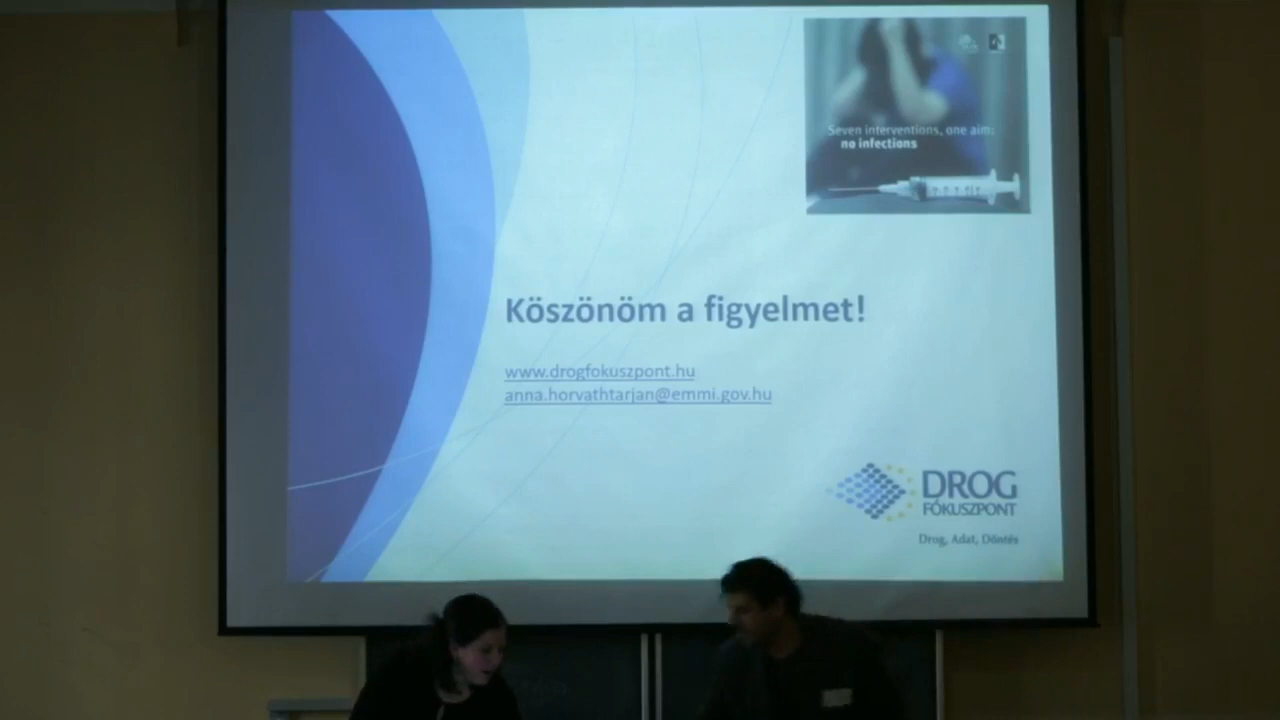 Seven interventions, one aim:
no infections
Köszönöm a figyelmet!
www.drogfokuszpont.hu
anna.horvathtarjan@emmi.gov.hu
DROG
FÓKUSZPONT
Drog, Adat, Döntés